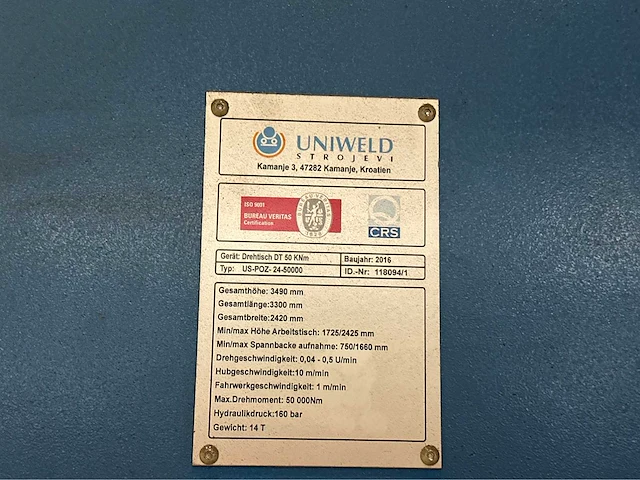 UNIWELD
STROJEVI
Kamanje 3, 47282 Kamanje, Kroatien
ISO 9001
BUREAU VERITAS
Certification
BUREAU VERITAS
1828
CRS
Gerät: Drehtisch DT 50 KNm
Baujahr: 2016
Typ: US-POZ- 24-50000
ID.-Nr: 118094/1
Gesamthöhe: 3490 mm
Gesamtlänge:3300 mm
Gesamtbreite:2420 mm
Min/max Höhe Arbeitstisch: 1725/2425 mm
Min/max Spannbacke aufnahme: 750/1660 mm
Drehgeschwindigkeit: 0,04 - 0,5 U/min
Hubgeschwindigkeit:10 m/min
Fahrwerkgeschwindigkeit: 1 m/min
Max.Drehmoment: 50 000Nm
Hydraulikdruck:160 bar
Gewicht: 14 T